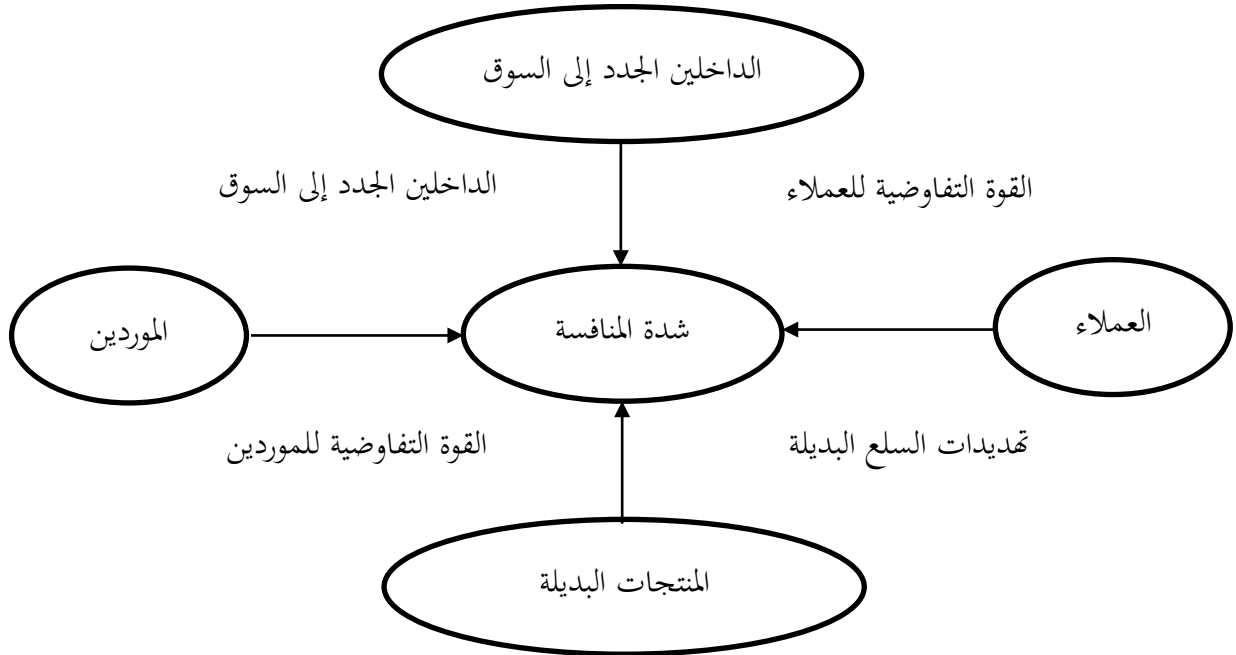 الداخلين الجدد إلى السوق
القوة التفاوضية للعملاء
الداخلين الجدد إلى السوق
العملاء
شدة المنافسة
الموردين
تهديدات السلع البديلة
القوة التفاوضية للموردين
المنتجات البديلة